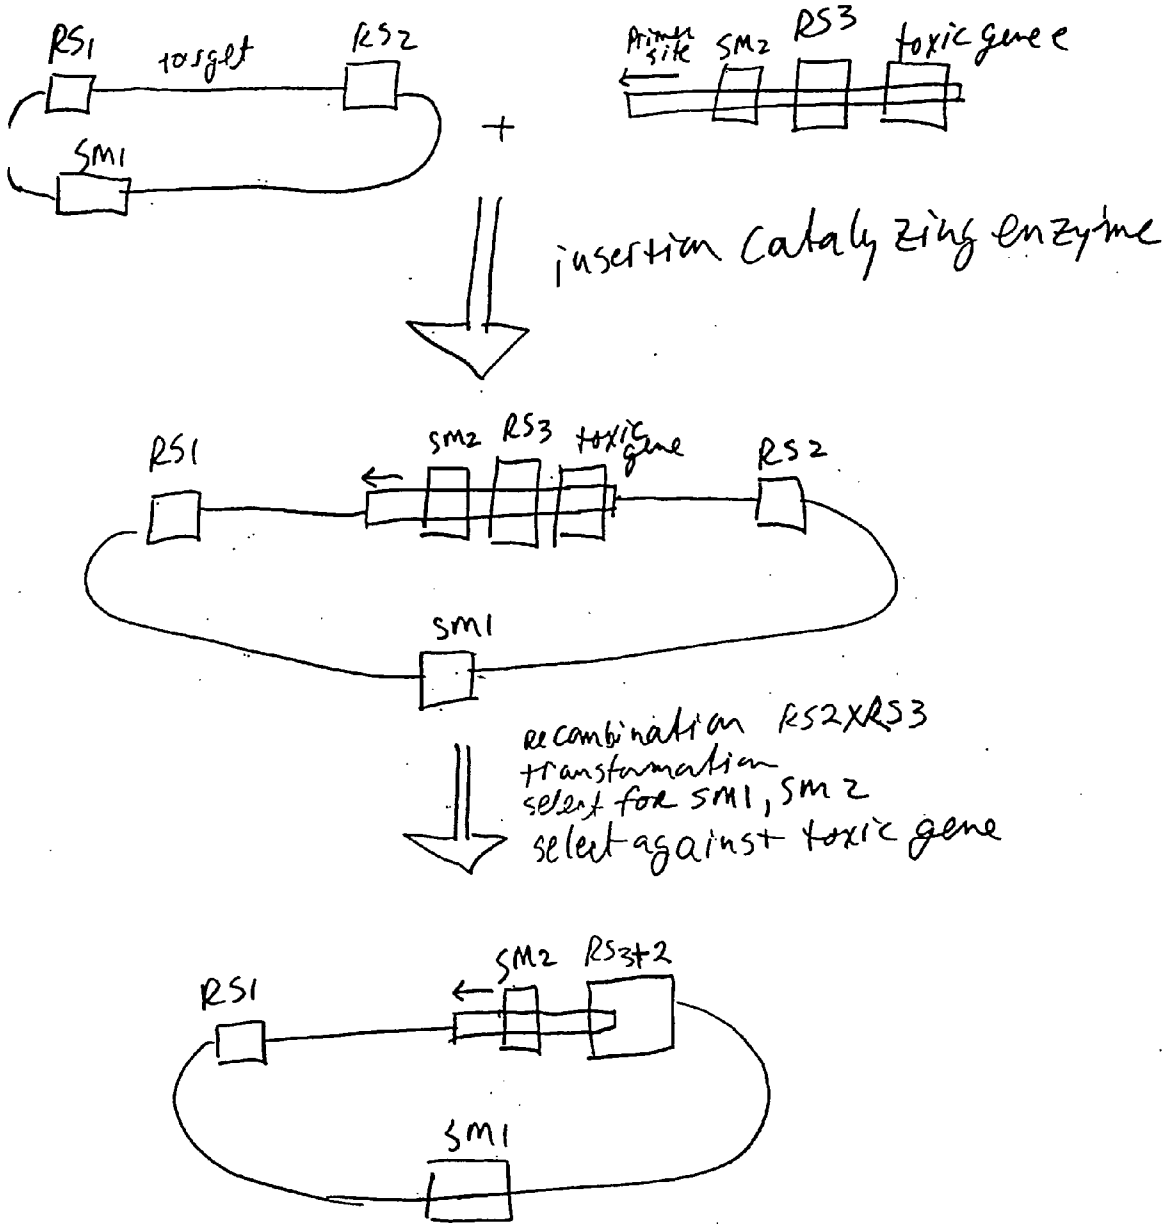 RS1
target
RS2
SM1
+
Primer
site
SM2
RS3
toxic gene e
insertion catalyzing enzyme
RS1
SM2
RS3
toxic
gene
RS2
SM1
recombination RS2XRS3
transformation
select for SM1, SM2
select against toxic gene
RS1
SM2
RS3+2
SM1